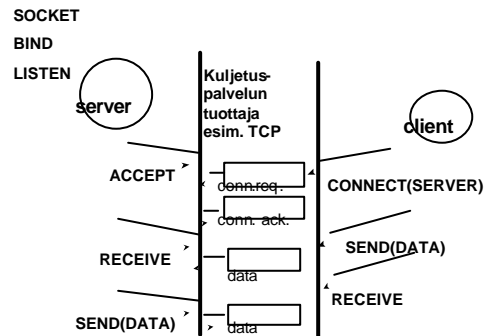 SOCKET
BIND
LISTEN
server
Kuljetus-
palvelun
tuottaja
esim. TCP
client
ACCEPT
conn.req.
CONNECT(SERVER)
conn. ack.
RECEIVE
data
SEND(DATA)
RECEIVE
SEND(DATA)
data